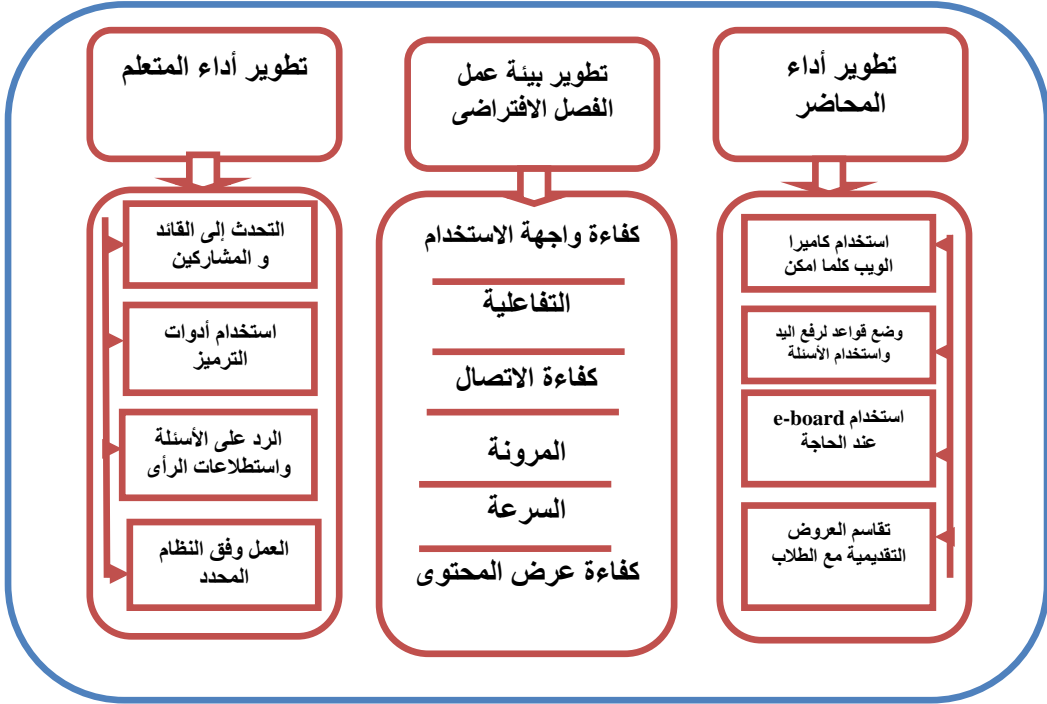 تطوير أداء
المحاضر
استخدام كاميرا
الويب كلما امكن
وضع قواعد لرفع اليد
واستخدام الأسئلة
استخدام e-board
عند الحاجة
تقاسم العروض
التقديمية مع الطلاب
تطوير بيئة عمل
الفصل الافتراضى
كفاءة واجهة الاستخدام
التفاعلية
كفاءة الاتصال
المرونة
السرعة
كفاءة عرض المحتوى
تطوير أداء المتعلم
التحدث إلى القائد
و المشاركين
استخدام أدوات
الترميز
الرد على الأسئلة
واستطلاعات الرأى
العمل وفق النظام
المحدد